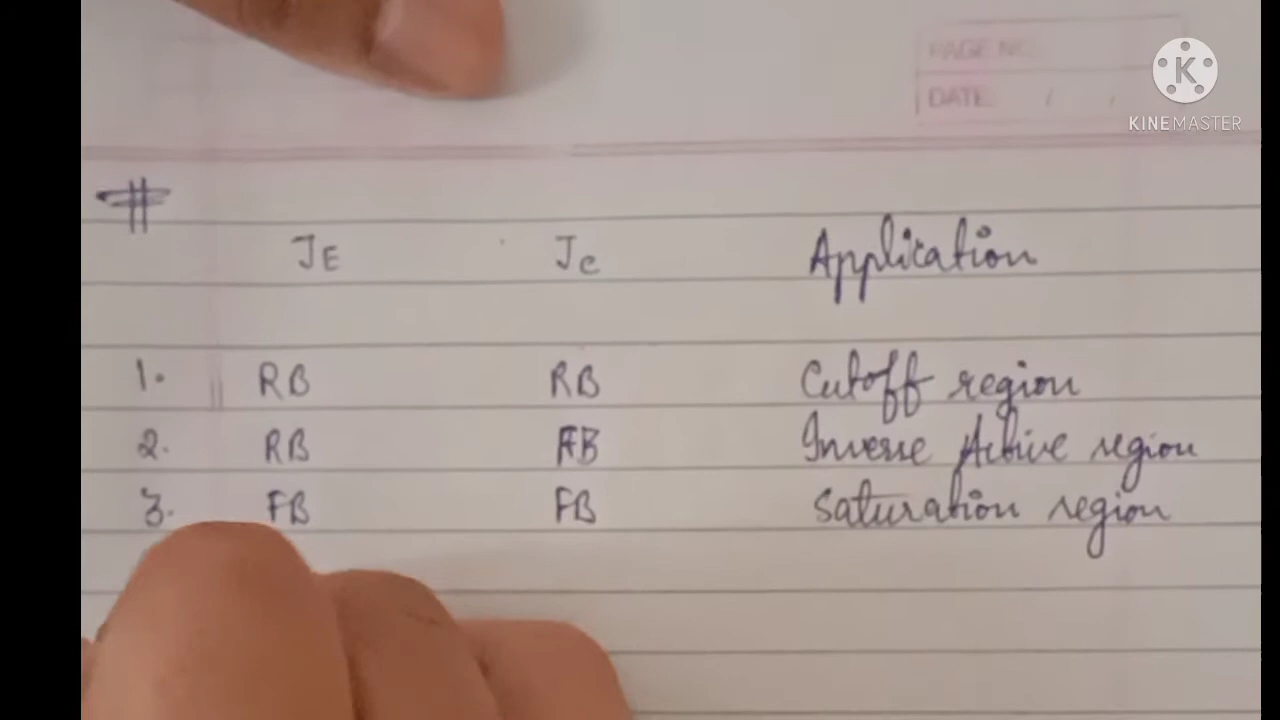 PAGE NO.
DATE / /
KINEMASTER
#
JE JC Application
1. RB RB Cutoff region
2. RB FB Inverse Active region
3. FB FB Saturation region